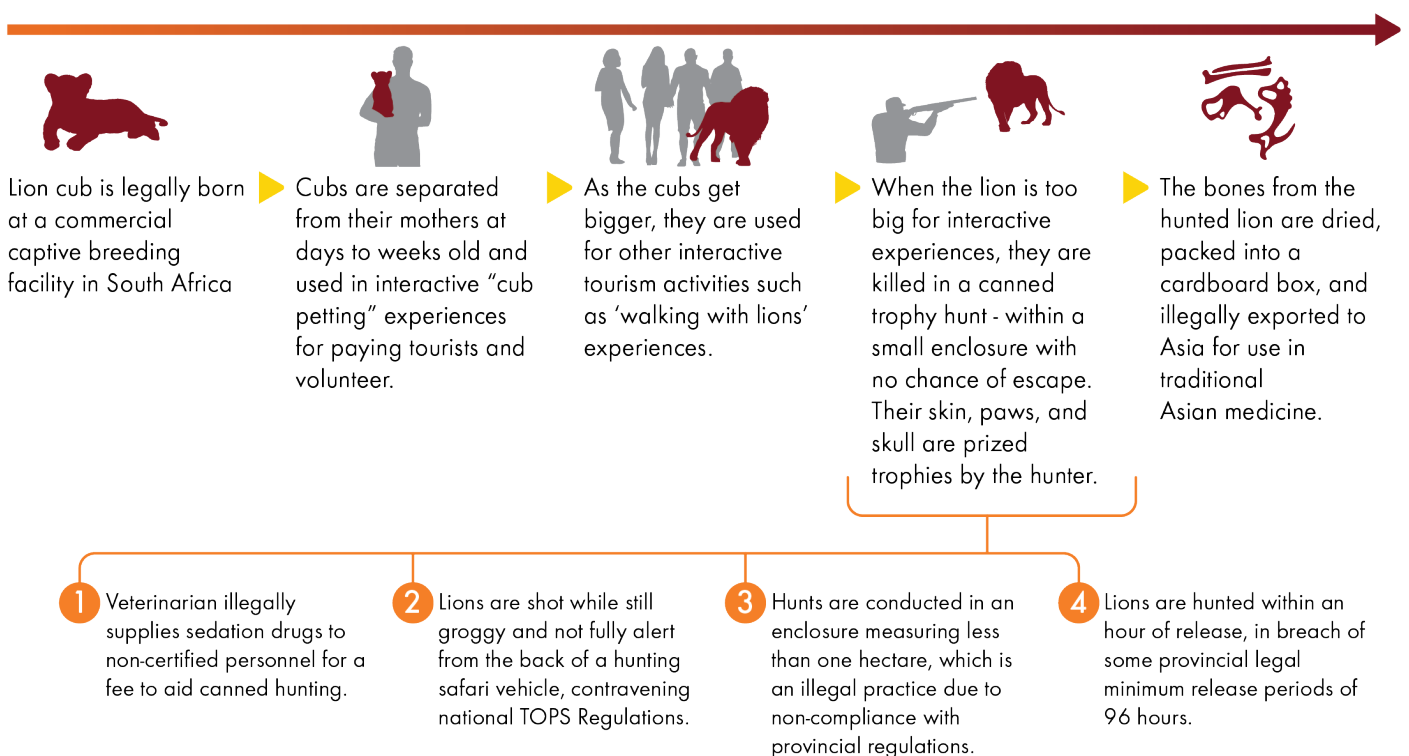 Lion cub is legally born
at a commercial
captive breeding
facility in South Africa
Cubs are separated
from their mothers at
days to weeks old and
used in interactive “cub
petting” experiences
for paying tourists and
volunteer.
As the cubs get
bigger, they are used
for other interactive
tourism activities such
as ‘walking with lions’
experiences.
When the lion is too
big for interactive
experiences, they are
killed in a canned
trophy hunt - within a
small enclosure with
no chance of escape.
Their skin, paws, and
skull are prized
trophies by the hunter.
The bones from the
hunted lion are dried,
packed into a
cardboard box, and
illegally exported to
Asia for use in
traditional
Asian medicine.
1
Veterinarian illegally
supplies sedation drugs to
non-certified personnel for a
fee to aid canned hunting.
2
Lions are shot while still
groggy and not fully alert
from the back of a hunting
safari vehicle, contravening
national TOPS Regulations.
3
Hunts are conducted in an
enclosure measuring less
than one hectare, which is
an illegal practice due to
non-compliance with
provincial regulations.
4
Lions are hunted within an
hour of release, in breach of
some provincial legal
minimum release periods of
96 hours.